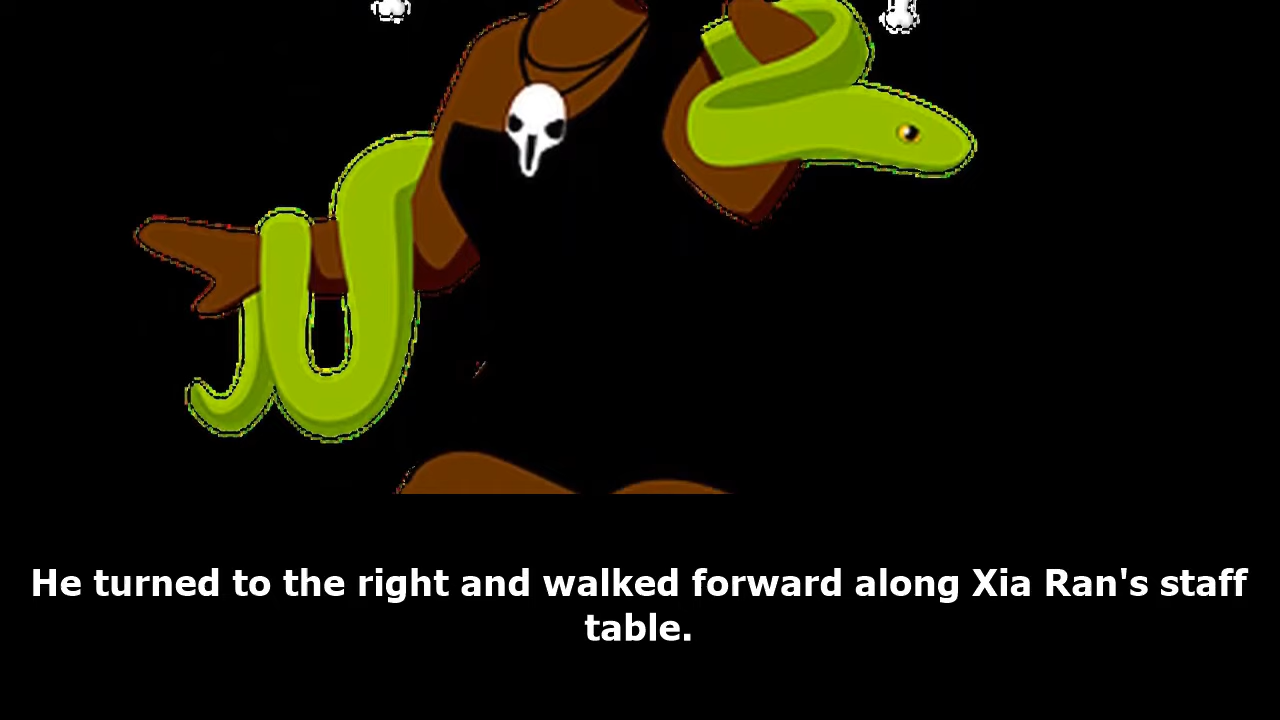 He turned to the right and walked forward along Xia Ran's staff
table.